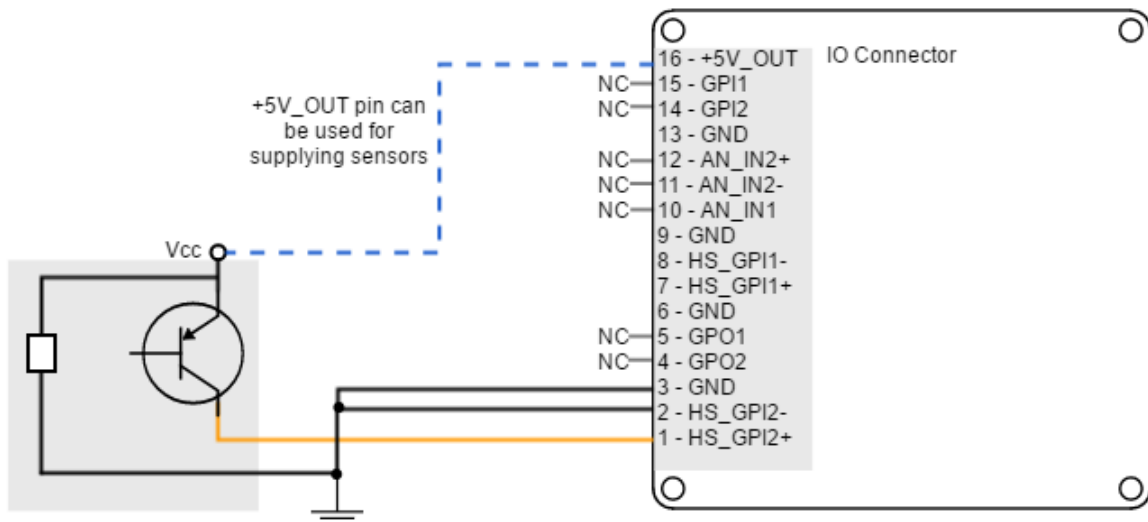 16 - +5V_OUT
IO Connector
NC
15 - GPI1
+5V_OUT pin can
be used for
supplying sensors
NC
14 - GPI2
13 - GND
NC
12 - AN_IN2+
NC
11 - AN_IN2-
NC
10 - AN_IN1
9 - GND
Vcc
8 - HS_GPI1-
7 - HS_GPI1+
6 - GND
NC
5 - GPO1
NC
4 - GPO2
3 - GND
2 - HS_GPI2-
1 - HS_GPI2+